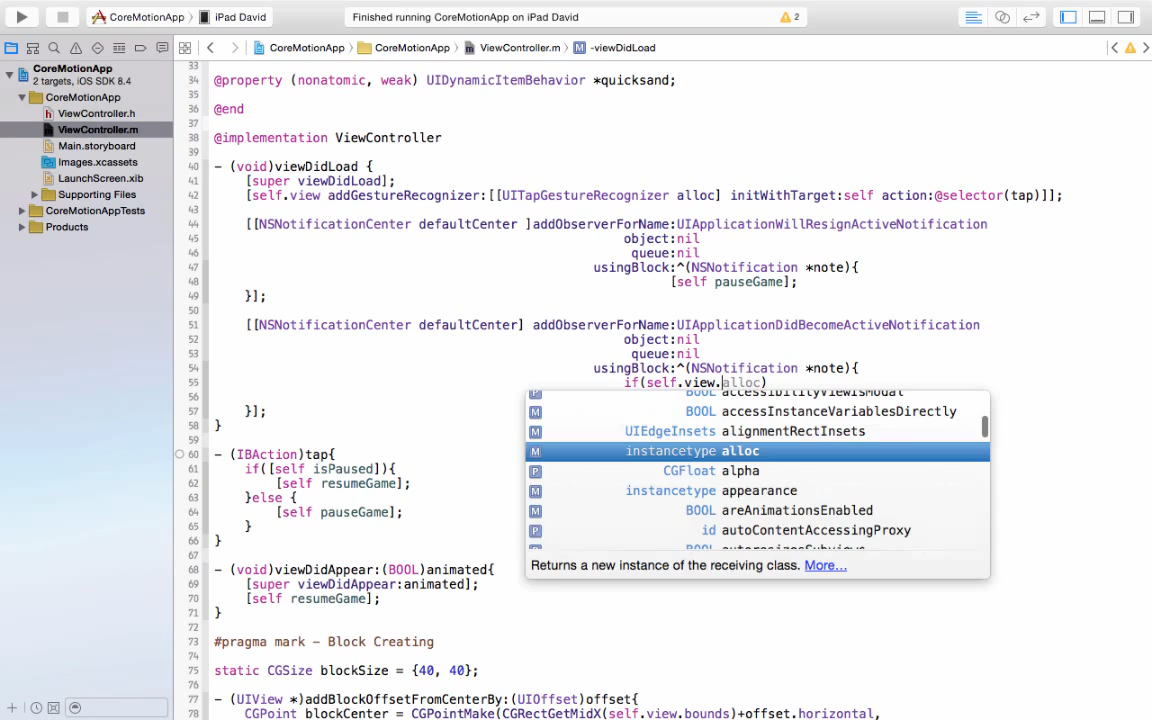 CoreMotionApp
iPad David
Finished running CoreMotionApp on iPad David
2
CoreMotionApp
CoreMotionApp
ViewController.m
M
-viewDidLoad
CoreMotionApp
2 targets, iOS SDK 8.4
CoreMotionApp
h ViewController.h
ViewController.m
Main.storyboard
Images.xcassets
LaunchScreen.xib
Supporting Files
CoreMotionAppTests
Products
33
34 @property (nonatomic, weak) UIDynamicItemBehavior *quicksand;
35
36 @end
37
38 @implementation ViewController
39
40 - (void)viewDidLoad {
41 [super viewDidLoad];
42 [self.view addGestureRecognizer:[[UITapGestureRecognizer alloc] initWithTarget:self action:@selector(tap)]];
43
44 [[NSNotificationCenter defaultCenter ]addObserverForName:UIApplicationWillResignActiveNotification
45 object:nil
46 queue:nil
47 usingBlock:^(NSNotification *note){
48 [self pauseGame];
49 }];
50
51 [[NSNotificationCenter defaultCenter] addObserverForName:UIApplicationDidBecomeActiveNotification
52 object:nil
53 queue:nil
54 usingBlock:^(NSNotification *note){
55 if(self.view.alloc)
56
57 }];
58 }
59
60 - (IBAction)tap{
61 if([self isPaused]){
62 [self resumeGame];
63 }else {
64 [self pauseGame];
65 }
66 }
67
68 - (void)viewDidAppear:(BOOL)animated{
69 [super viewDidAppear:animated];
70 [self resumeGame];
71 }
72
73 #pragma mark - Block Creating
74
75 static CGSize blockSize = {40, 40};
76
77 - (UIView *)addBlockOffsetFromCenterBy:(UIOffset)offset{
78 CGPoint blockCenter = CGPointMake(CGRectGetMidX(self.view.bounds)+offset.horizontal,
P BOOL accessibilityViewIsModal
M BOOL accessInstanceVariablesDirectly
M UIEdgeInsets alignmentRectInsets
M instancetype alloc
P CGFloat alpha
M instancetype appearance
M BOOL areAnimationsEnabled
P id autoContentAccessingProxy
P BOOL autoresizesSubviews
Returns a new instance of the receiving class. More...